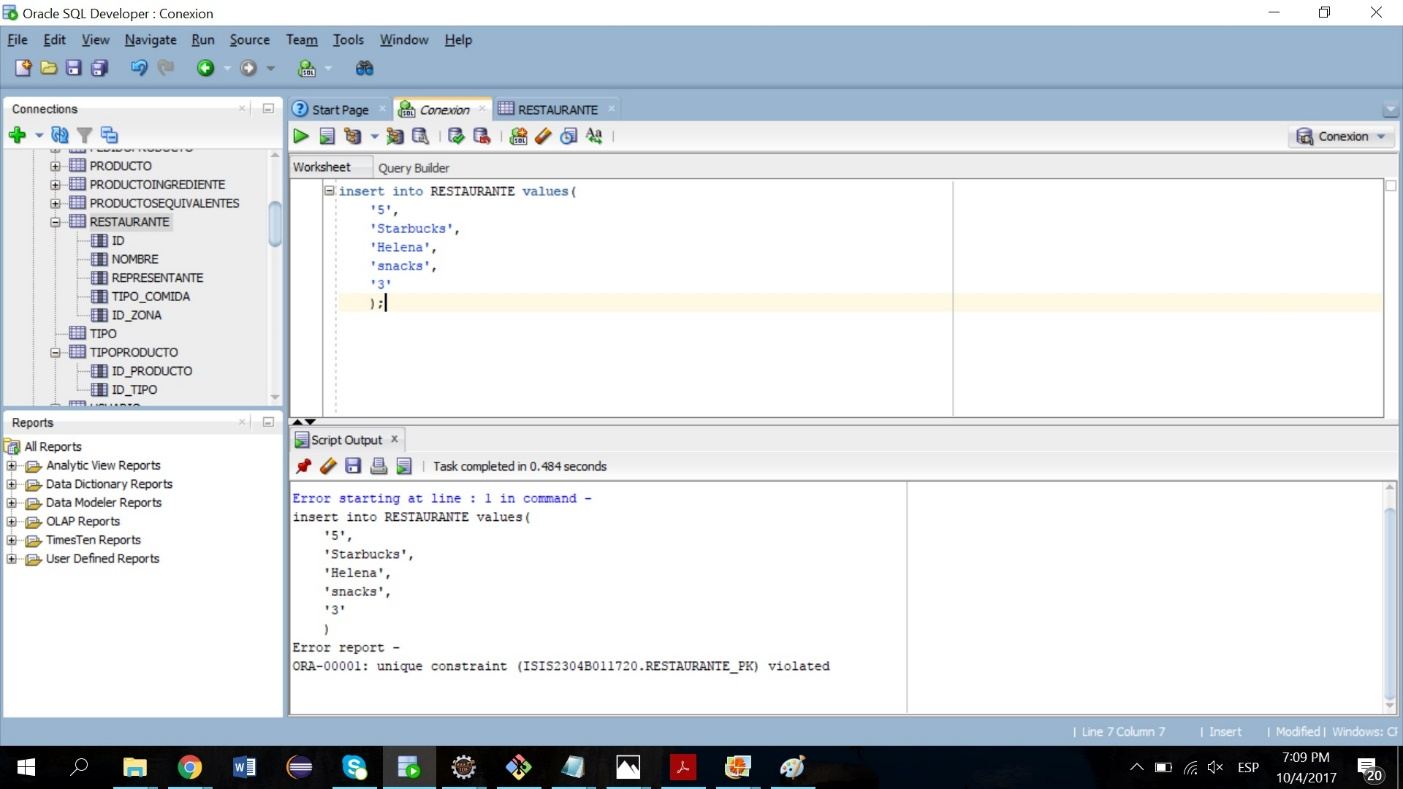 Oracle SQL Developer : Conexion
File Edit View Navigate Run Source Team Tools Window Help
Connections
PRODUCTO
PRODUCTOINGREDIENTE
PRODUCTOSEQUIVALENTES
RESTAURANTE
ID
NOMBRE
REPRESENTANTE
TIPO_COMIDA
ID_ZONA
TIPO
TIPOPRODUCTO
ID_PRODUCTO
ID_TIPO
Reports
All Reports
Analytic View Reports
Data Dictionary Reports
Data Modeler Reports
OLAP Reports
TimesTen Reports
User Defined Reports
Start Page Conexion RESTAURANTE
Conexion
Worksheet Query Builder
insert into RESTAURANTE values(
'5',
'Starbucks',
'Helena',
'snacks',
'3'
);
Script Output
Task completed in 0.484 seconds
Error starting at line : 1 in command -
insert into RESTAURANTE values(
'5',
'Starbucks',
'Helena',
'snacks',
'3'
)
Error report -
ORA-00001: unique constraint (ISIS2304B011720.RESTAURANTE_PK) violated
| Line 7 Column 7 | Insert | Modified | Windows:
ESP
7:09 PM
10/4/2017
20